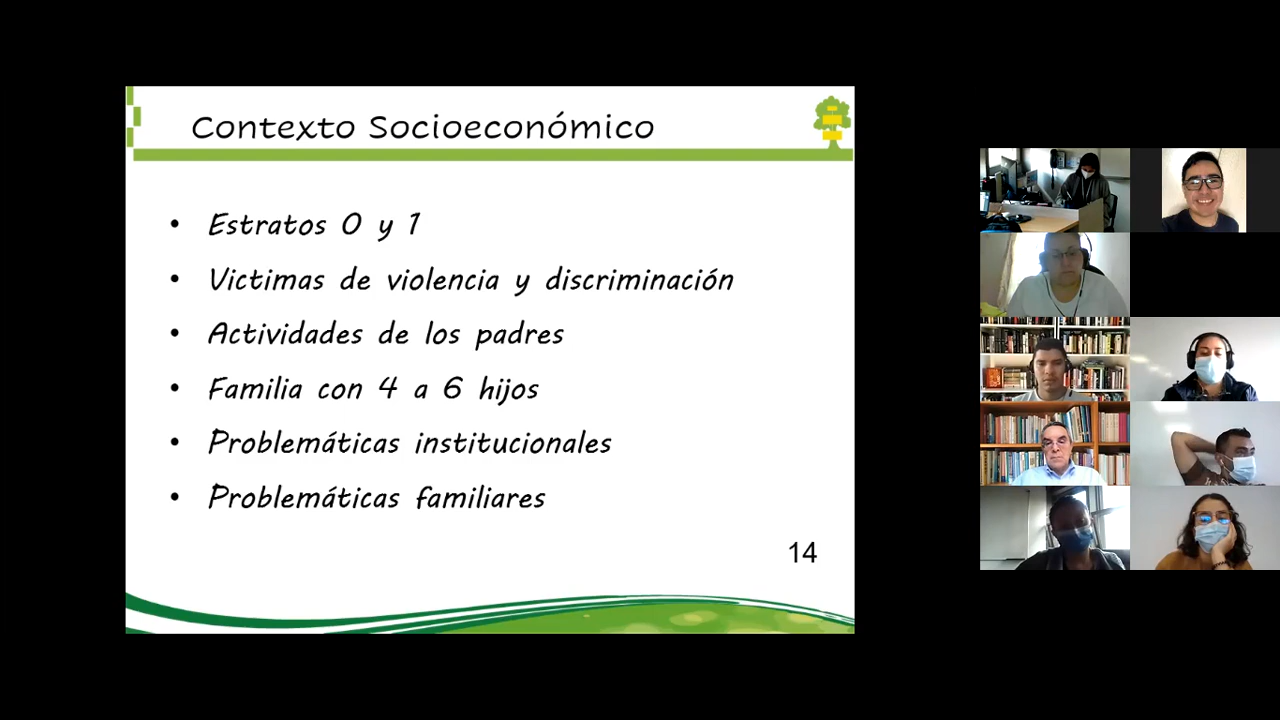 Contexto Socioeconómico
• Estratos 0 y 1
• Victimas de violencia y discriminación
• Actividades de los padres
• Familia con 4 a 6 hijos
• Problemáticas institucionales
• Problemáticas familiares
14